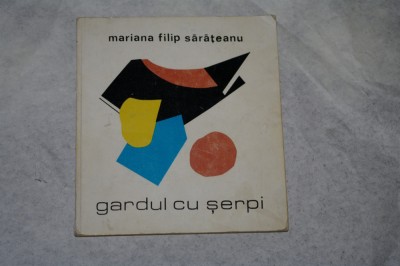 mariana filip sărățeanu
gardul cu șerpi